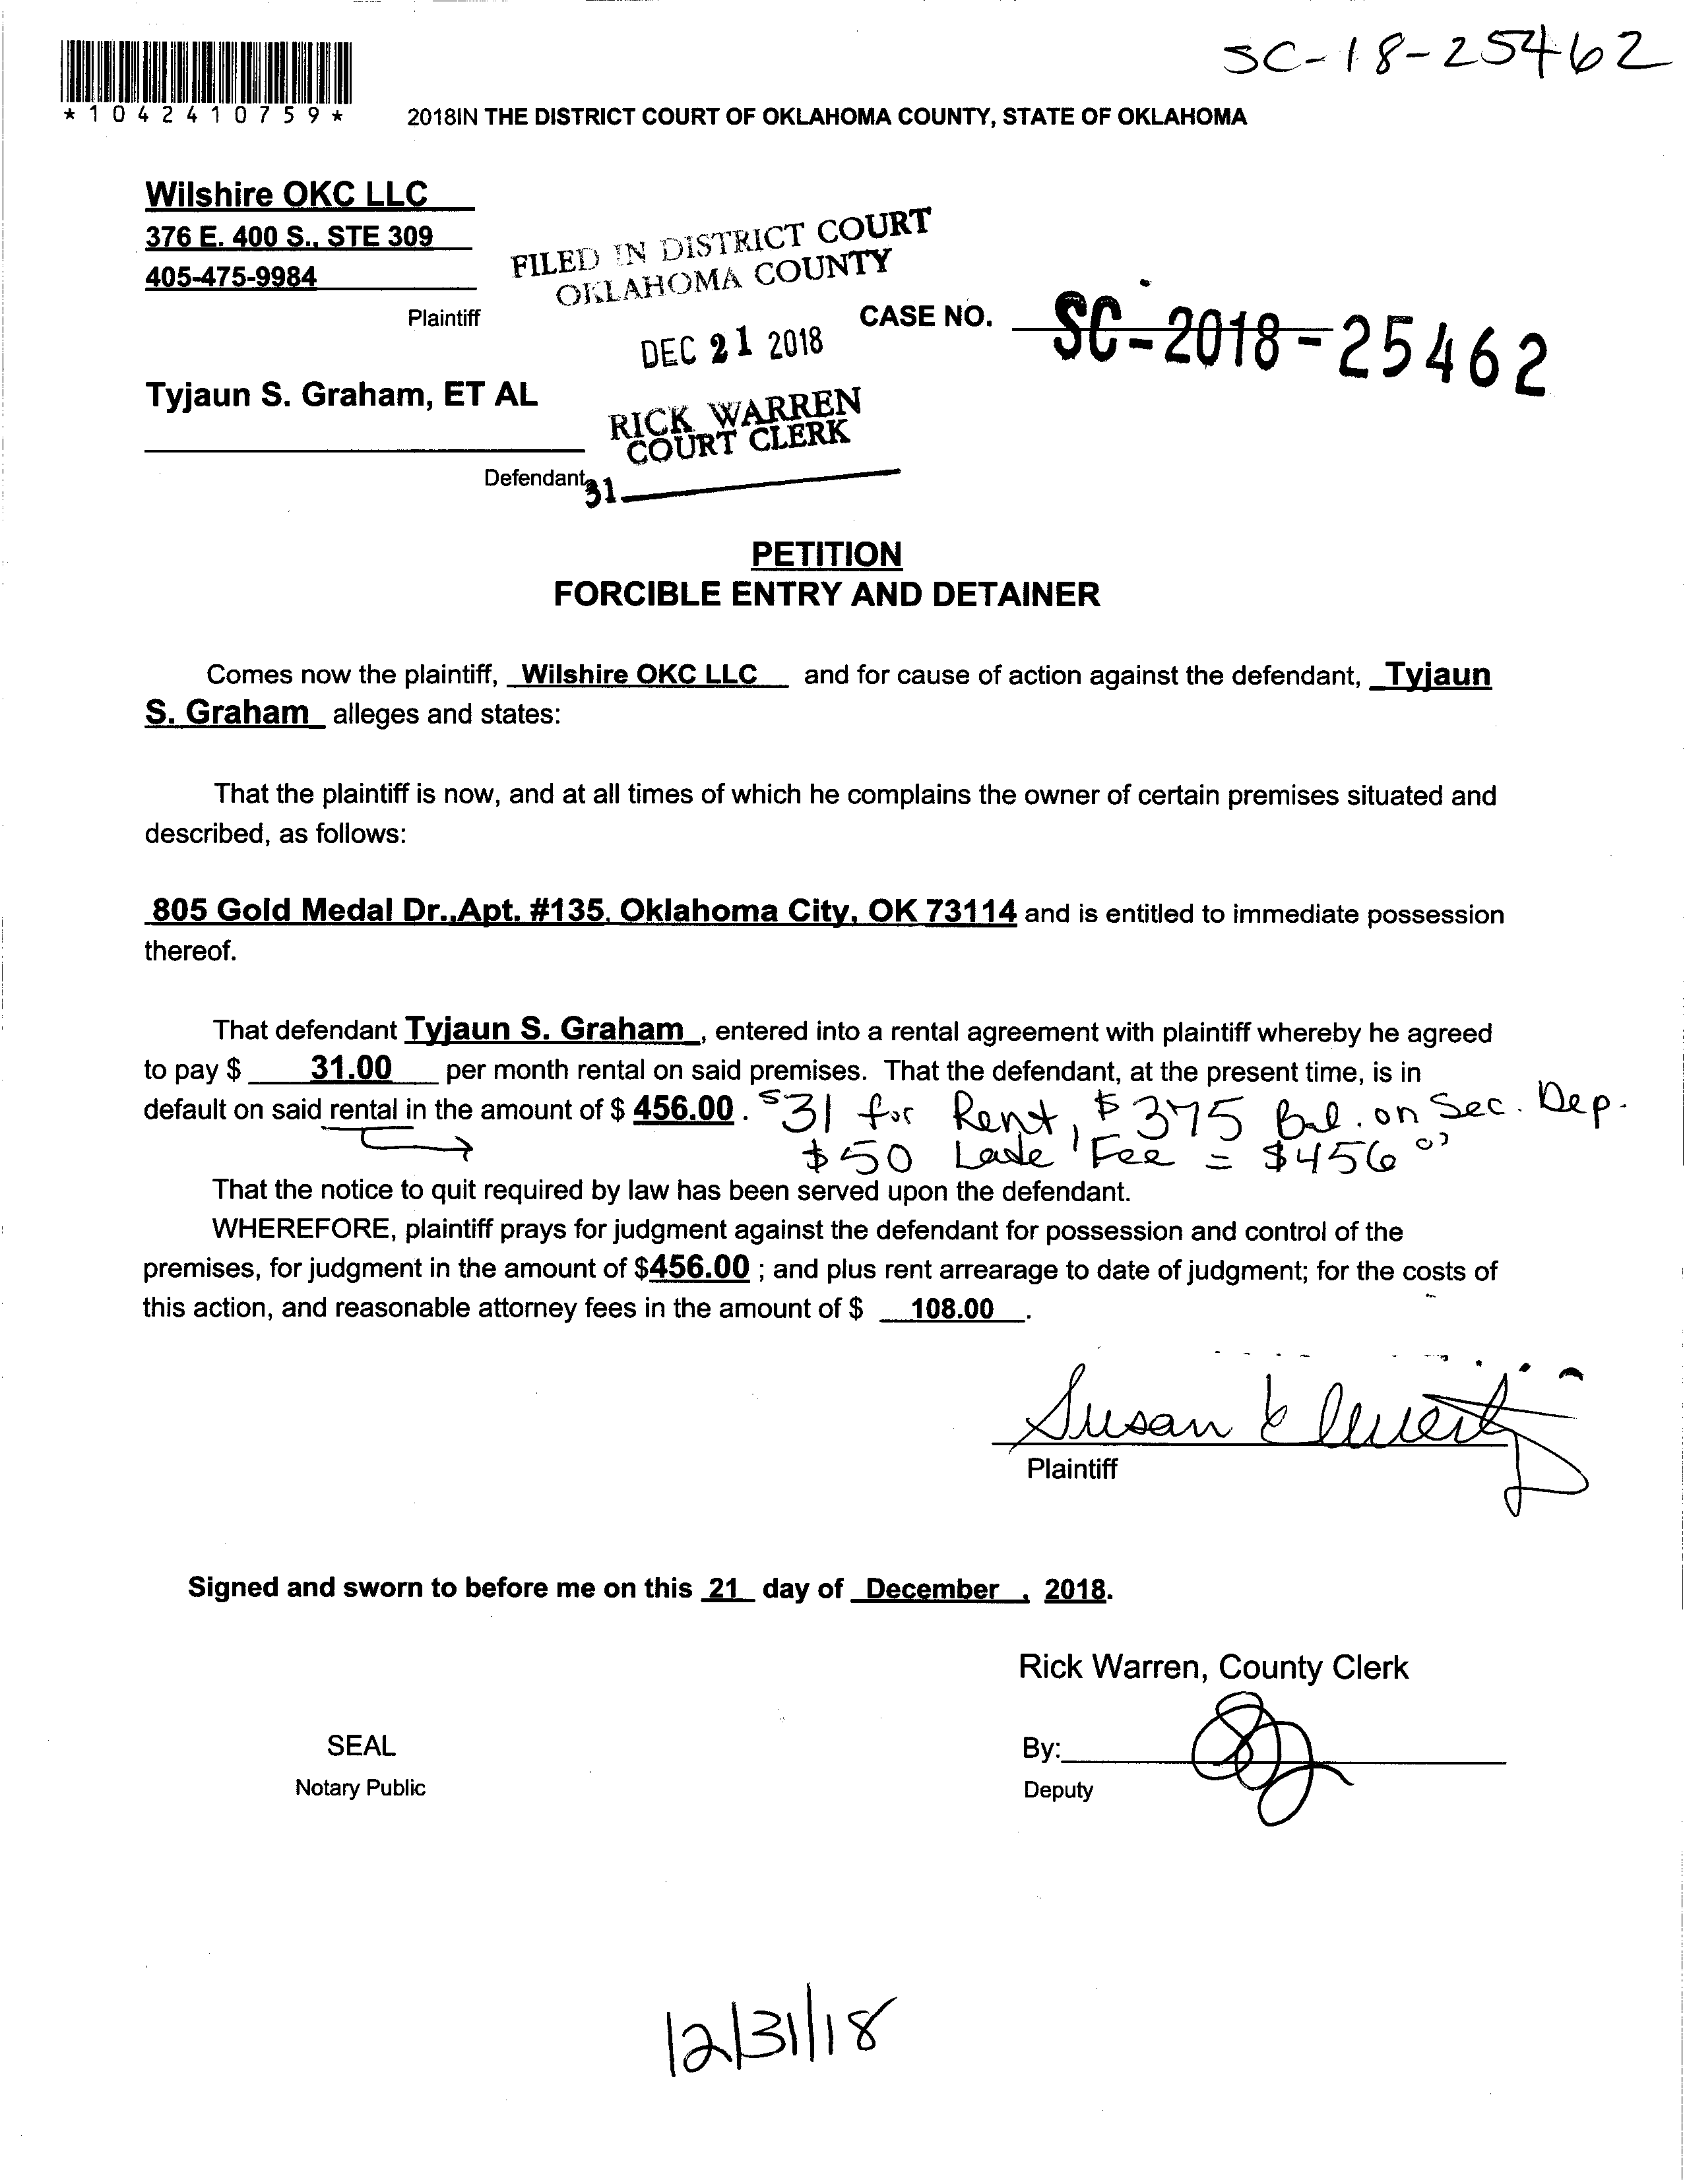 SC-18-25462
*1042410759*
2018IN THE DISTRICT COURT OF OKLAHOMA COUNTY, STATE OF OKLAHOMA
Wilshire OKC LLC
376 E. 400 S., STE 309
405-475-9984
Plaintiff
FILED IN DISTRICT COURT
OKLAHOMA COUNTY
DEC 21 2018
CASE NO. SC-2018-25462
Tyjaun S. Graham, ET AL
RICK WARREN
COURT CLERK
Defendant
31
PETITION
FORCIBLE ENTRY AND DETAINER
Comes now the plaintiff, Wilshire OKC LLC and for cause of action against the defendant, Tyjaun
S. Graham alleges and states:
That the plaintiff is now, and at all times of which he complains the owner of certain premises situated and
described, as follows:
805 Gold Medal Dr.,Apt. #135, Oklahoma City, OK 73114 and is entitled to immediate possession
thereof.
That defendant Tyjaun S. Graham , entered into a rental agreement with plaintiff whereby he agreed
to pay $ 31.00 per month rental on said premises. That the defendant, at the present time, is in
default on said rental in the amount of $ 456.00 . $31 for Rent, $375 Bal. on Sec. Dep.
$50 Late Fee = $456 00
That the notice to quit required by law has been served upon the defendant.
WHEREFORE, plaintiff prays for judgment against the defendant for possession and control of the
premises, for judgment in the amount of $456.00 ; and plus rent arrearage to date of judgment; for the costs of
this action, and reasonable attorney fees in the amount of $ 108.00 .
Susan
Plaintiff
Signed and sworn to before me on this 21 day of December , 2018.
Rick Warren, County Clerk
SEAL
By:
Notary Public
Deputy
12/31/18